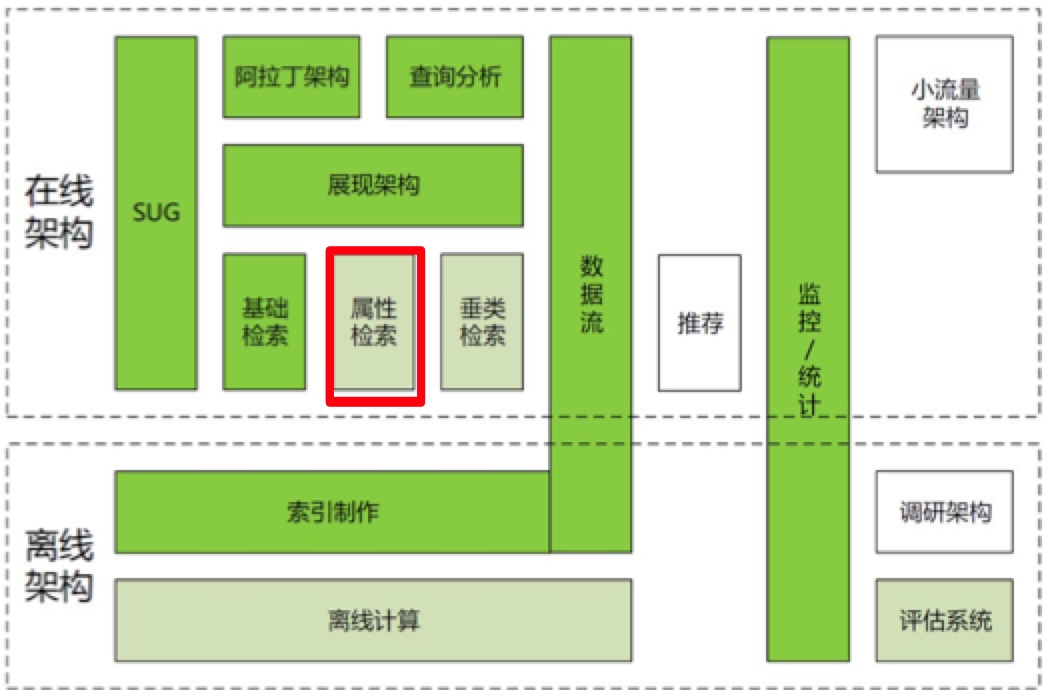 在线
架构
SUG
阿拉丁架构
查询分析
展现架构
基础
检索
属性
检索
垂类
检索
数
据
流
推荐
监
控
/
统
计
小流量
架构
离线
架构
索引制作
离线计算
调研架构
评估系统